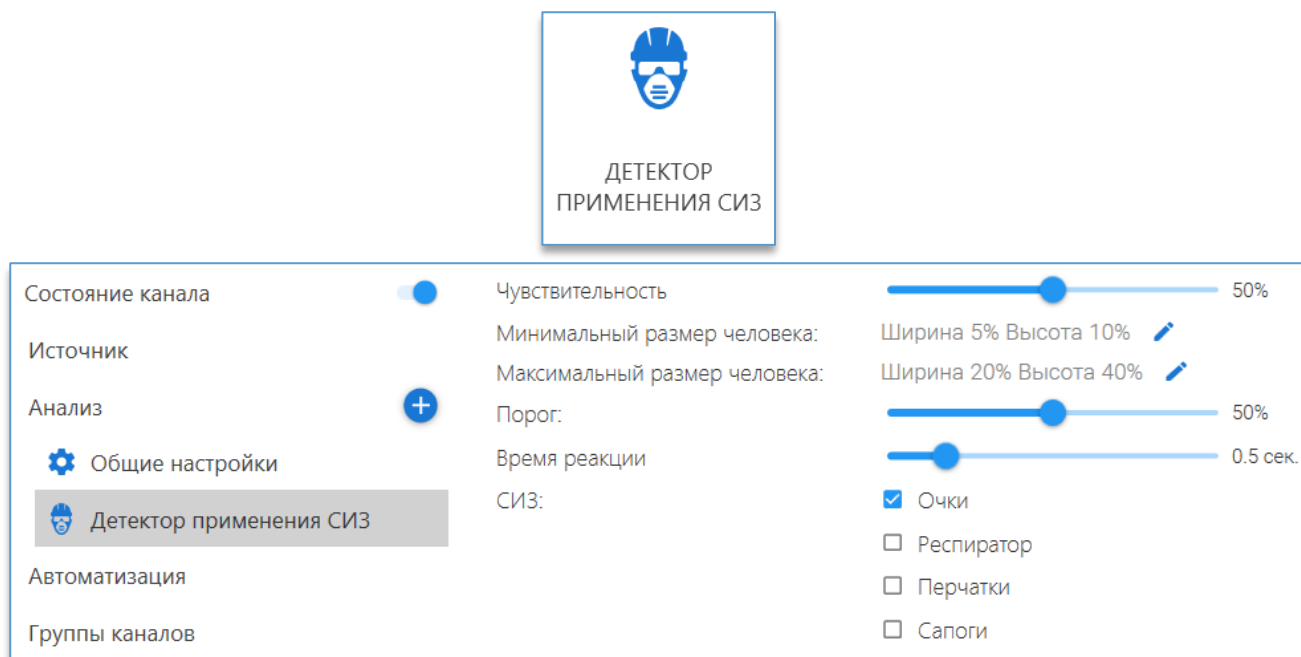 ДЕТЕКТОР
ПРИМЕНЕНИЯ СИЗ
Состояние канала
Источник
Анализ
Общие настройки
Детектор применения СИЗ
Автоматизация
Группы каналов
Чувствительность 50%
Минимальный размер человека: Ширина 5% Высота 10%
Максимальный размер человека: Ширина 20% Высота 40%
Порог: 50%
Время реакции 0.5 сек.
СИЗ: Очки
Респиратор
Перчатки
Сапоги